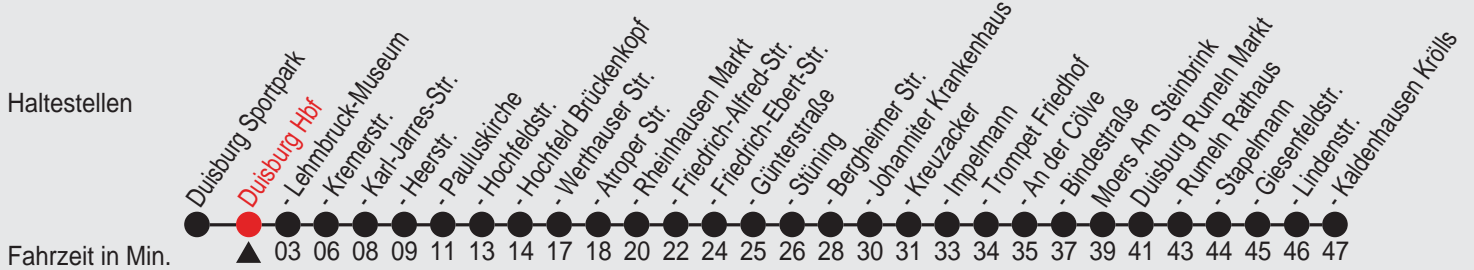 Haltestellen
Duisburg Sportpark
Duisburg Hbf
- Lehmbruck-Museum
- Kremerstr.
- Karl-Jarres-Str.
- Heerstr.
- Pauluskirche
- Hochfeldstr.
- Hochfeld Brückenkopf
- Werthauser Str.
- Atroper Str.
- Rheinhausen Markt
- Friedrich-Alfred-Str.
- Friedrich-Ebert-Str.
- Günterstraße
- Stüning
- Bergheimer Str.
- Johanniter Krankenhaus
- Kreuzacker
- Impelmann
- Trompet Friedhof
- An der Cölve
- Bindestraße
Moers Am Steinbrink
Duisburg Rumeln Markt
- Rumeln Rathaus
- Stapelmann
- Giesenfeldstr.
- Lindenstr.
- Kaldenhausen Krölls
Fahrzeit in Min. 03 06 08 09 11 13 14 17 18 20 22 24 25 26 28 30 31 33 34 35 37 39 41 43 44 45 46 47